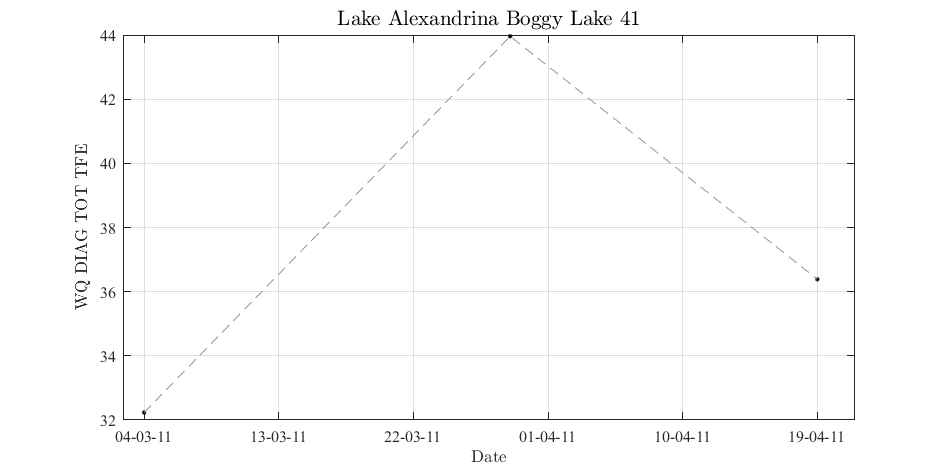 Lake Alexandrina Boggy Lake 41
44
42
40
38
36
34
32
WQ DIAG TOT TFE
04-03-11 13-03-11 22-03-11 01-04-11 10-04-11 19-04-11
Date